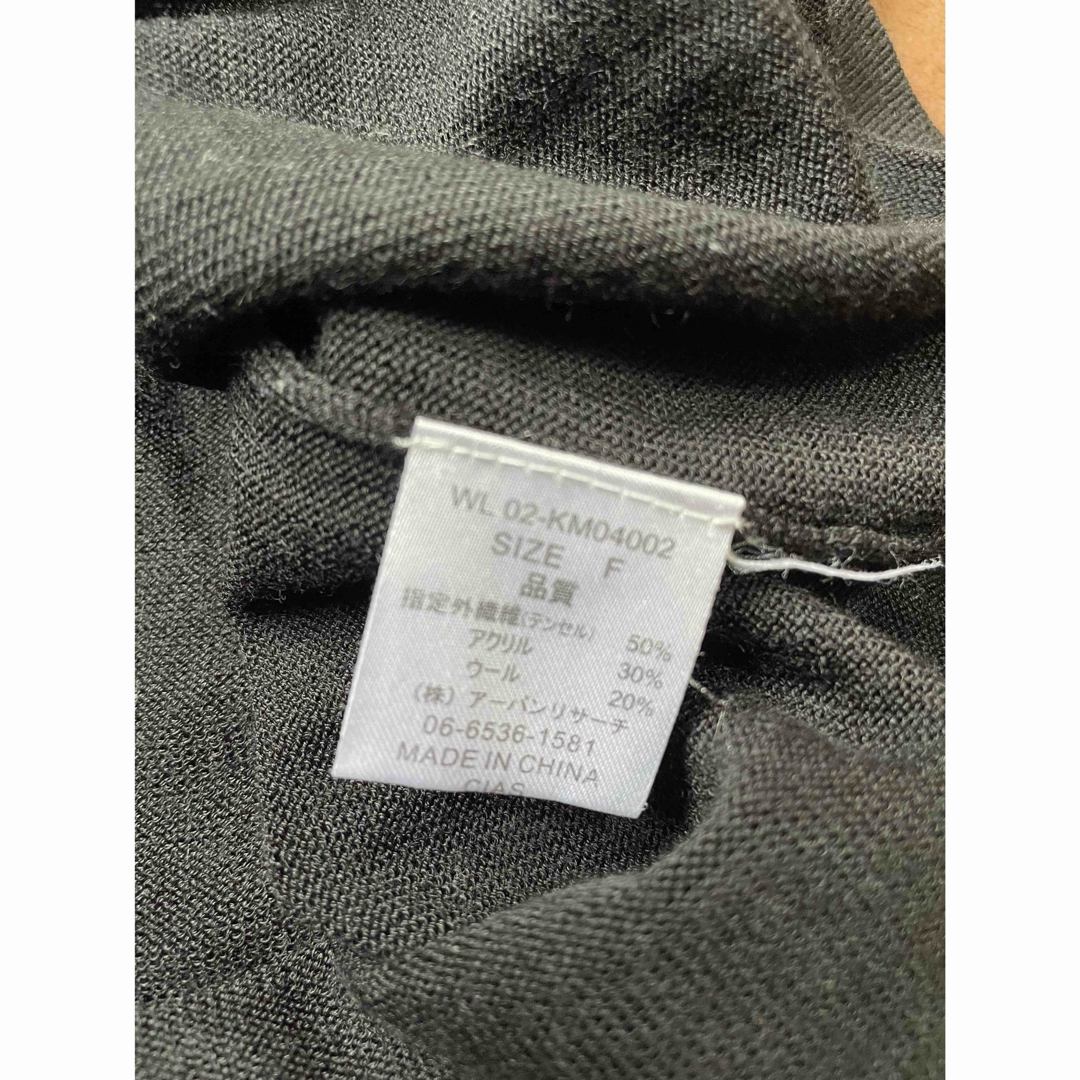 WL 02-KM04002
SIZE F
品質
指定外繊維(テンセル) 50%
アクリル 30%
ウール 20%
(株)アーバンリサーチ
06-6536-1581
MADE IN CHINA
CIAS